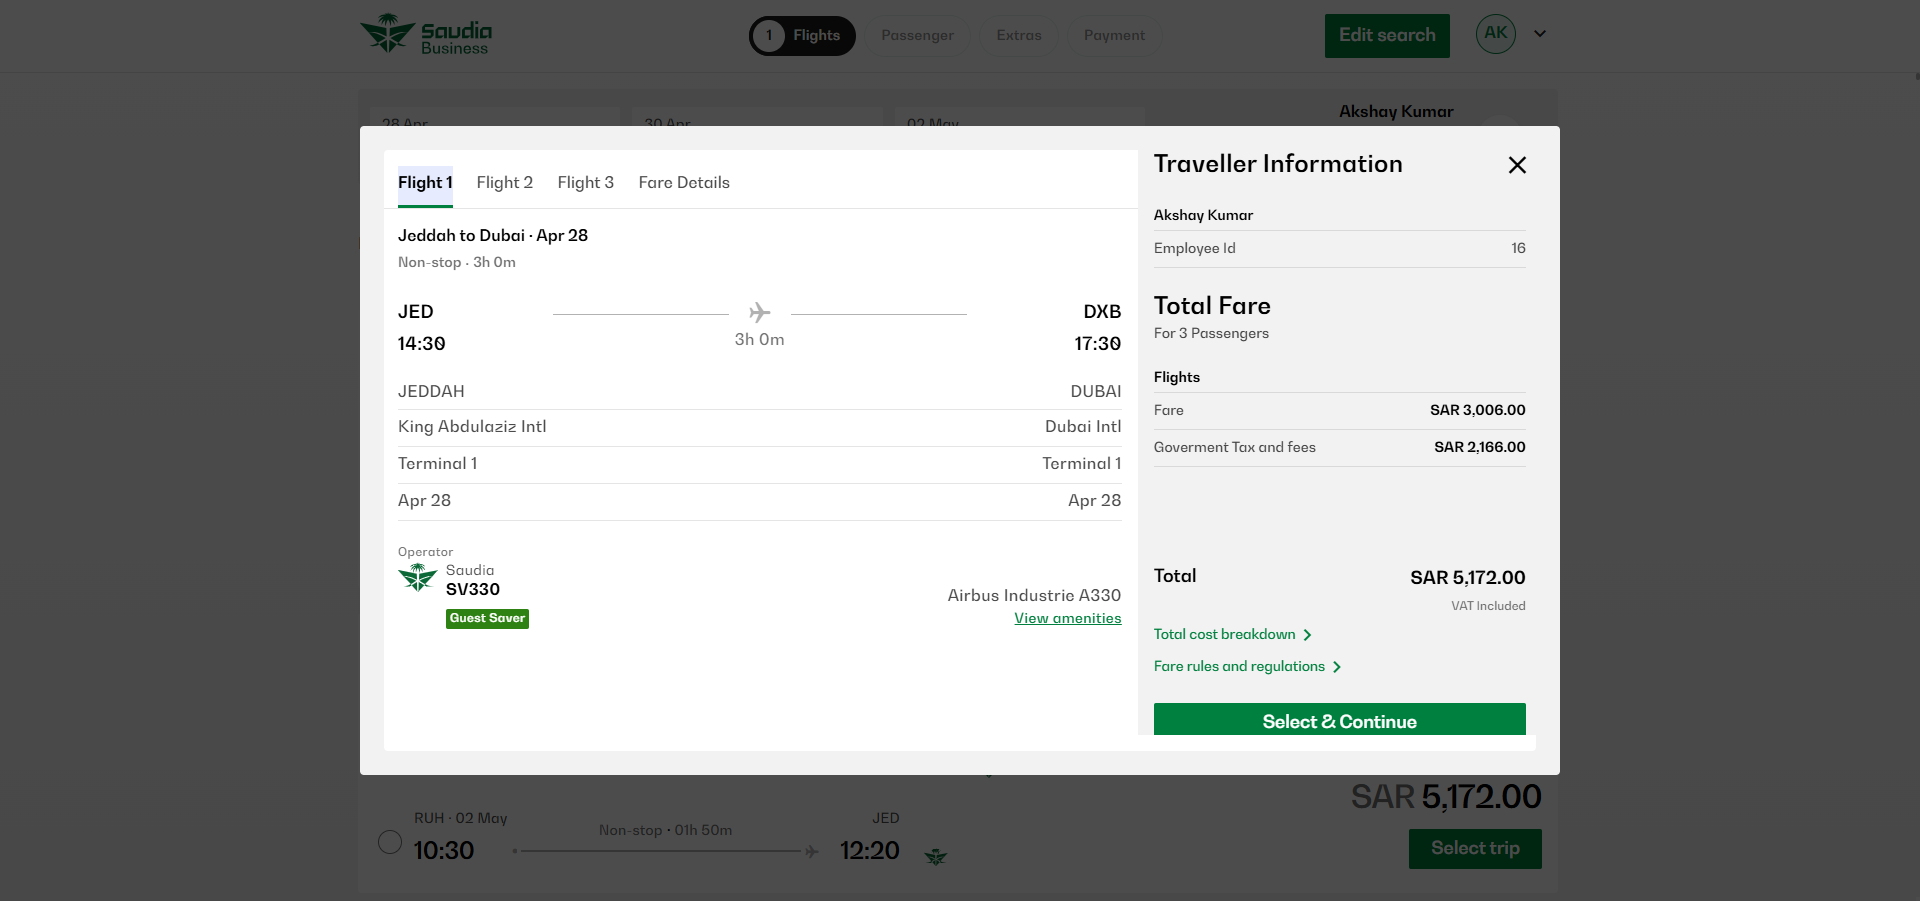 Saudia
Business
1 Flights
Passenger
Extras
Payment
Edit search
AK
28 Apr
30 Apr
02 May
Akshay Kumar
Flight 1
Flight 2
Flight 3
Fare Details
Jeddah to Dubai · Apr 28
Non-stop · 3h 0m
JED
DXB
14:30
3h 0m
17:30
JEDDAH
DUBAI
King Abdulaziz Intl
Dubai Intl
Terminal 1
Terminal 1
Apr 28
Apr 28
Operator
Saudia
SV330
Guest Saver
Airbus Industrie A330
View amenities
Traveller Information
Akshay Kumar
Employee Id
16
Total Fare
For 3 Passengers
Flights
Fare
SAR 3,006.00
Goverment Tax and fees
SAR 2,166.00
Total
SAR 5,172.00
VAT Included
Total cost breakdown
Fare rules and regulations
Select & Continue
RUH · 02 May
10:30
Non-stop · 01h 50m
JED
12:20
SAR 5,172.00
Select trip